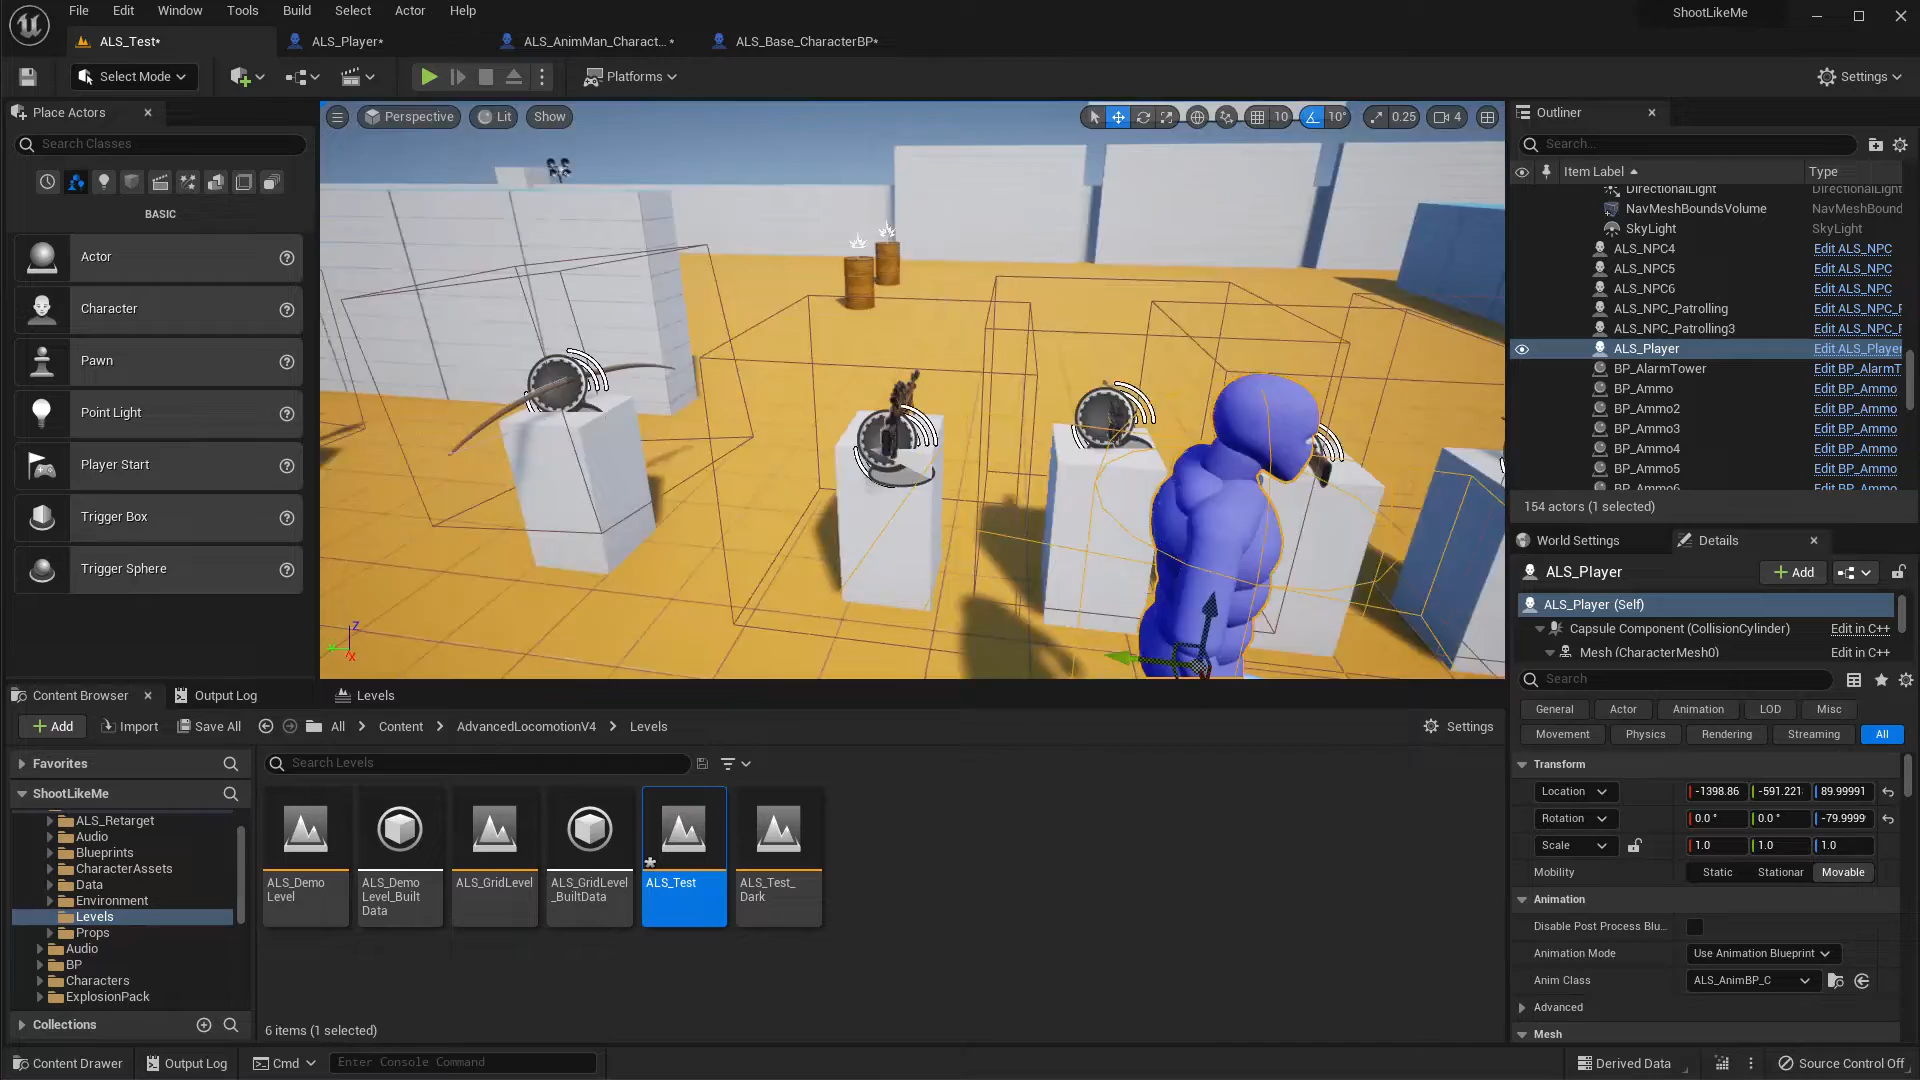 File Edit Window Tools Build Select Actor Help
ShootLikeMe
ALS_Test* ALS_Player* ALS_AnimMan_Charact... * ALS_Base_CharacterBP*
Select Mode Platforms Settings
Place Actors
Search Classes
BASIC
Actor
Character
Pawn
Point Light
Player Start
Trigger Box
Trigger Sphere
Perspective Lit Show 10 10° 0.25 4
Z
X
Outliner
Search...
Item Label Type
DirectionalLight DirectionalLight
NavMeshBoundsVolume NavMeshBound
SkyLight SkyLight
ALS_NPC4 Edit ALS_NPC
ALS_NPC5 Edit ALS_NPC
ALS_NPC6 Edit ALS_NPC
ALS_NPC_Patrolling Edit ALS_NPC_F
ALS_NPC_Patrolling3 Edit ALS_NPC_F
ALS_Player Edit ALS_Player
BP_AlarmTower Edit BP_AlarmT
BP_Ammo Edit BP_Ammo
BP_Ammo2 Edit BP_Ammo
BP_Ammo3 Edit BP_Ammo
BP_Ammo4 Edit BP_Ammo
BP_Ammo5 Edit BP_Ammo
BP_Ammo6 Edit BP_Ammo
154 actors (1 selected)
World Settings Details
ALS_Player Add
ALS_Player (Self)
Capsule Component (CollisionCylinder) Edit in C++
Mesh (CharacterMesh0) Edit in C++
Search
General Actor Animation LOD Misc
Movement Physics Rendering Streaming All
Transform
Location -1398.86 -591.221 89.99991
Rotation 0.0 ° 0.0 ° -79.9999
Scale 1.0 1.0 1.0
Mobility Static Stationar Movable
Animation
Disable Post Process Blu...
Animation Mode Use Animation Blueprint
Anim Class ALS_AnimBP_C
Advanced
Mesh
Content Browser Output Log Levels
Add Import Save All All Content AdvancedLocomotionV4 Levels Settings
Favorites
ShootLikeMe
ALS_Retarget
Audio
Blueprints
CharacterAssets
Data
Environment
Levels
Props
Audio
BP
Characters
ExplosionPack
Collections
Search Levels
ALS_Demo
Level
ALS_Demo
Level_Built
Data
ALS_GridLevel
ALS_GridLevel
_BuiltData
ALS_Test
ALS_Test_
Dark
6 items (1 selected)
Content Drawer Output Log Cmd Enter Console Command Derived Data Source Control Off